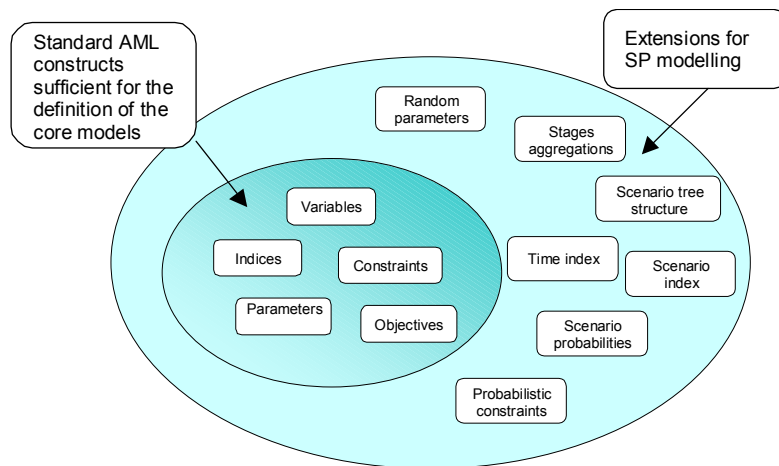 Standard AML
constructs
sufficient for the
definition of the
core models
Extensions for
SP modelling
Random
parameters
Stages
aggregations
Scenario tree
structure
Variables
Indices
Constraints
Time index
Scenario
index
Parameters
Objectives
Scenario
probabilities
Probabilistic
constraints